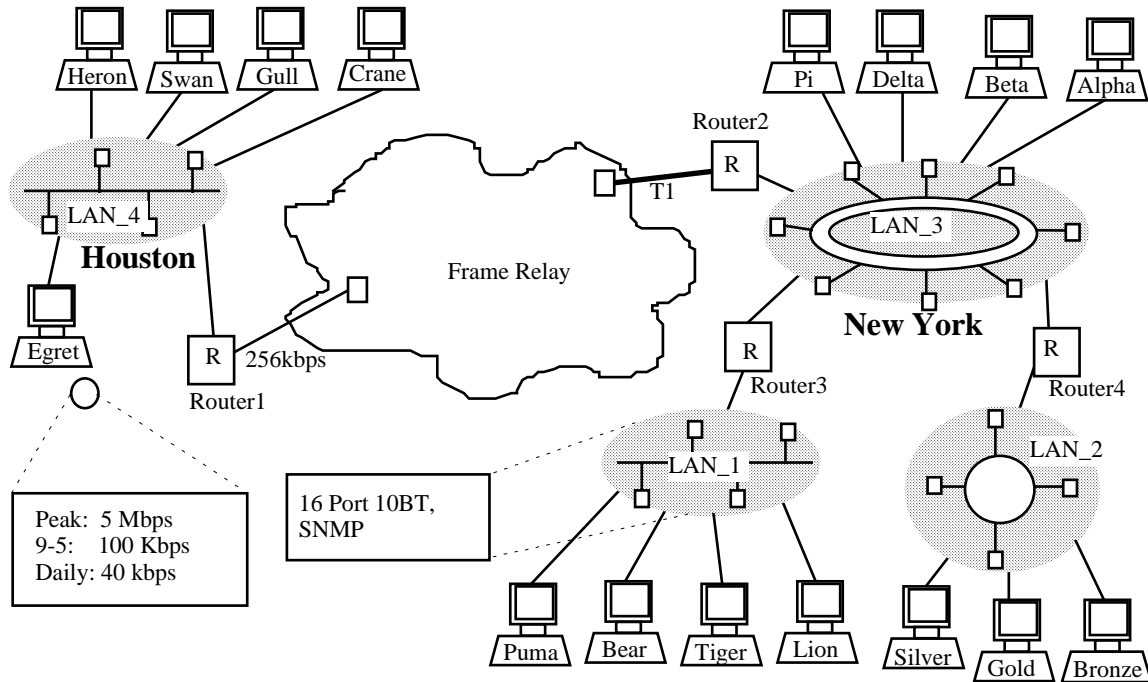 Heron
Swan
Gull
Crane
Pi
Delta
Beta
Alpha
Router2
R
T1
LAN_4
LAN_3
Houston
Frame Relay
New York
Egret
R
256kbps
Router1
R
Router3
R
Router4
LAN_1
LAN_2
Peak: 5 Mbps
9-5: 100 Kbps
Daily: 40 kbps
16 Port 10BT,
SNMP
Puma
Bear
Tiger
Lion
Silver
Gold
Bronze